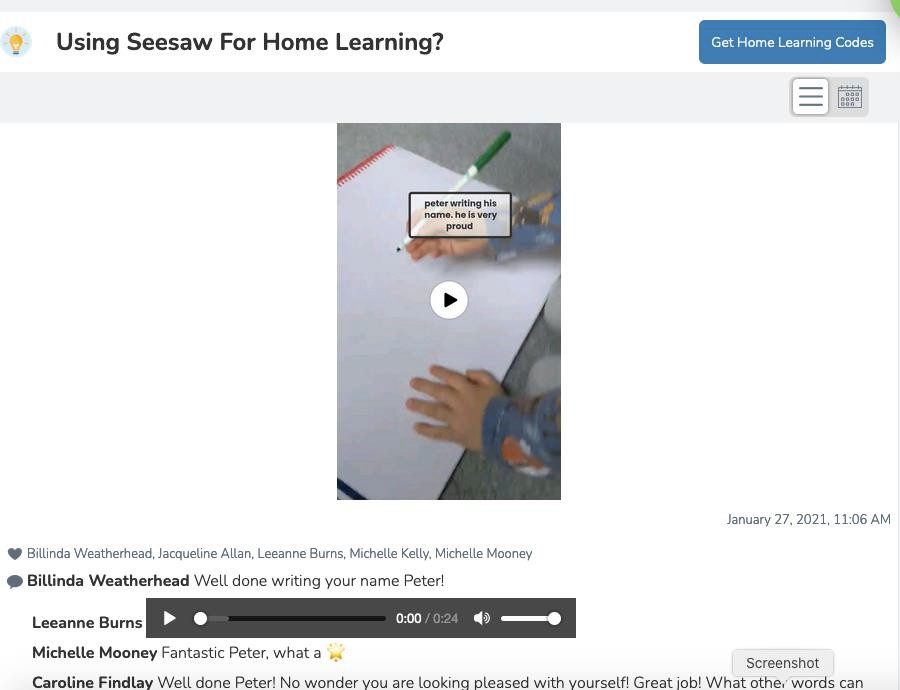 Using Seesaw For Home Learning?
Get Home Learning Codes
peter writing his
name. he is very
proud
January 27, 2021, 11:06 AM
Billinda Weatherhead, Jacqueline Allan, Leeanne Burns, Michelle Kelly, Michelle Mooney
Billinda Weatherhead Well done writing your name Peter!
Leeanne Burns 0:00 / 0:24
Michelle Mooney Fantastic Peter, what a 🌟
Screenshot
Caroline Findlay Well done Peter! No wonder you are looking pleased with yourself! Great job! What other words can